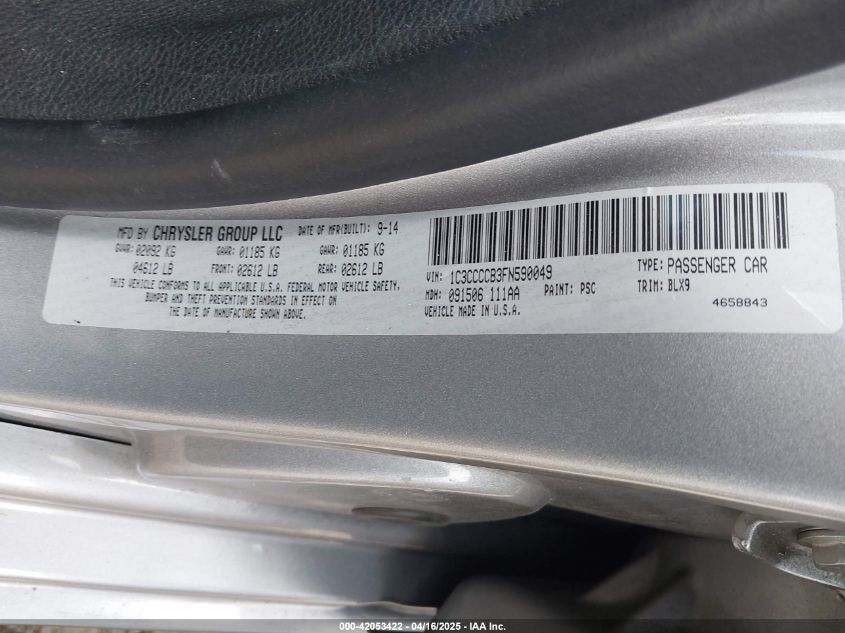 MFD BY CHRYSLER GROUP LLC DATE OF MFR(BUILT): 9-14
GVWR: 02092 KG GAWR: 01185 KG GAWR: 01185 KG
04612 LB FRONT: 02612 LB REAR: 02612 LB
THIS VEHICLE CONFORMS TO ALL APPLICABLE U.S.A. FEDERAL MOTOR VEHICLE SAFETY,
BUMPER AND THEFT PREVENTION STANDARDS IN EFFECT ON
THE DATE OF MANUFACTURE SHOWN ABOVE.
VIN: 1C3CCCCB3FN590049 TYPE: PASSENGER CAR
MDH: 091506 111AA PAINT: PSC TRIM: BLX9
VEHICLE MADE IN U.S.A. 4658843
000-42053422 - 04/16/2025 - IAA Inc.